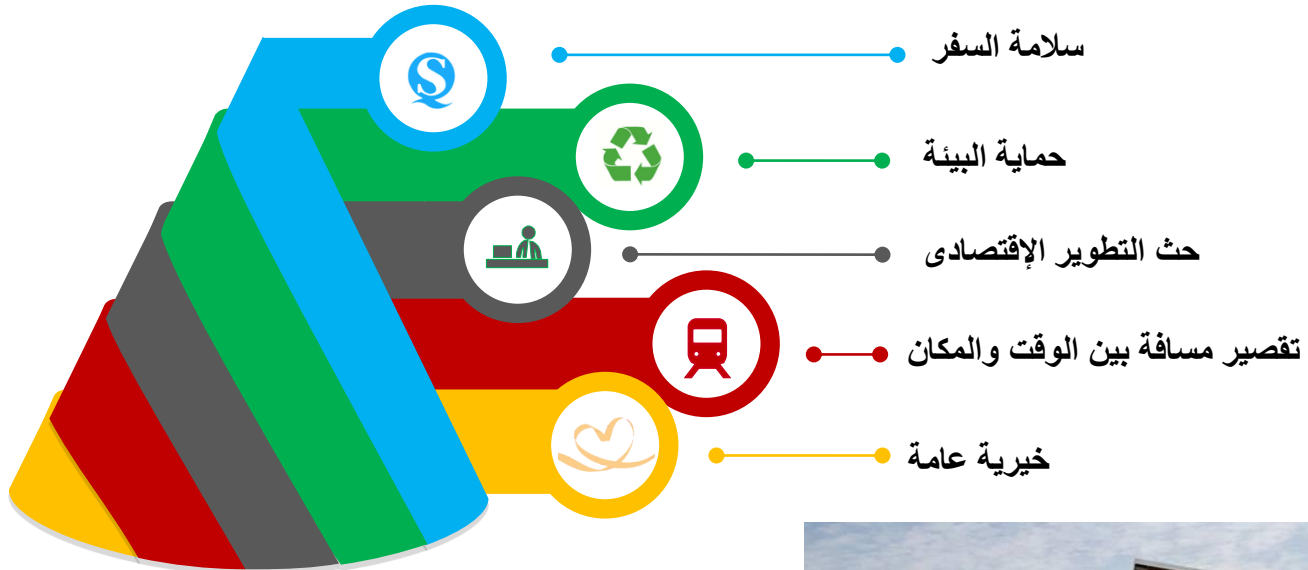 سلامة السفر
حماية البيئة
حث التطوير الإقتصادى
تقصير مسافة بين الوقت والمكان
خيرية عامة